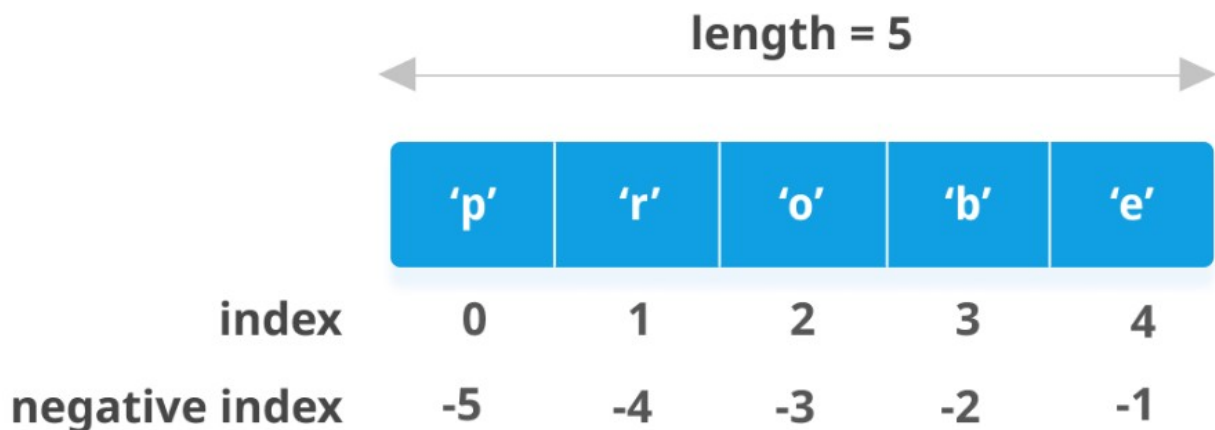 length = 5
‘p’ ‘r’ ‘o’ ‘b’ ‘e’
index 0 1 2 3 4
negative index -5 -4 -3 -2 -1